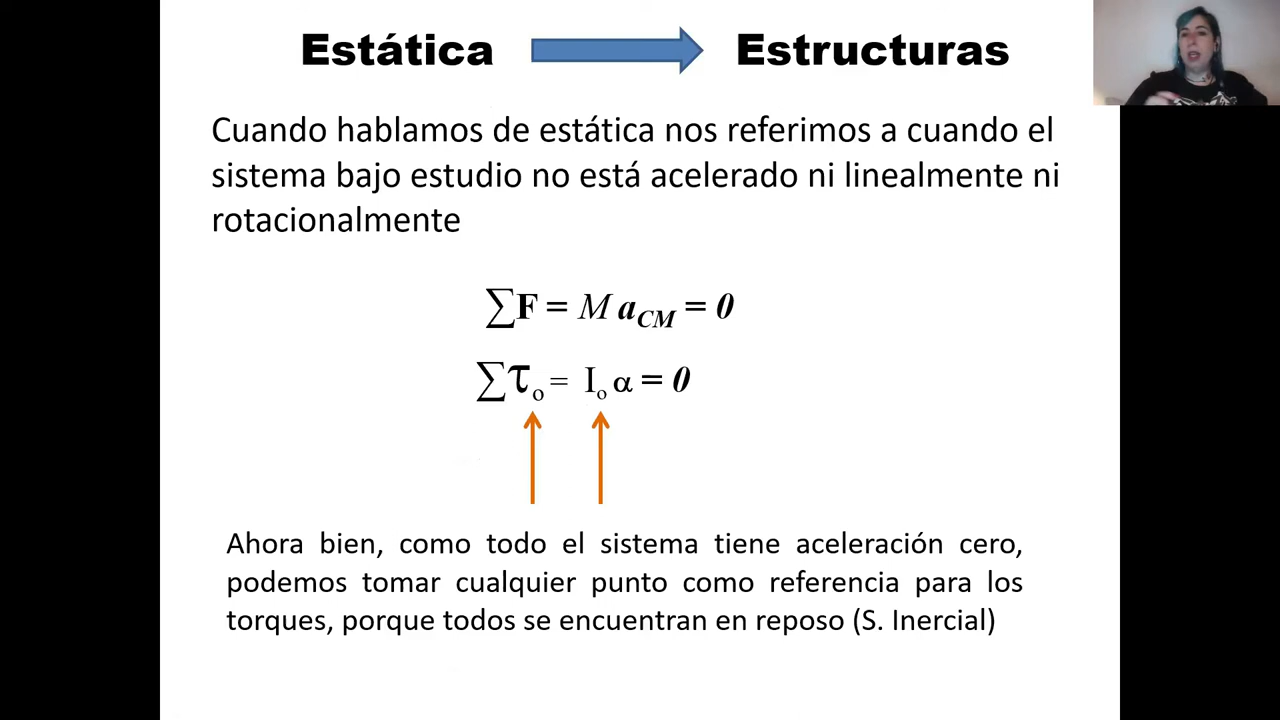 Estática Estructuras
Cuando hablamos de estática nos referimos a cuando el
sistema bajo estudio no está acelerado ni linealmente ni
rotacionalmente
∑F = M a_CM = 0
∑τ_o = I_o α = 0
Ahora bien, como todo el sistema tiene aceleración cero,
podemos tomar cualquier punto como referencia para los
torques, porque todos se encuentran en reposo (S. Inercial)